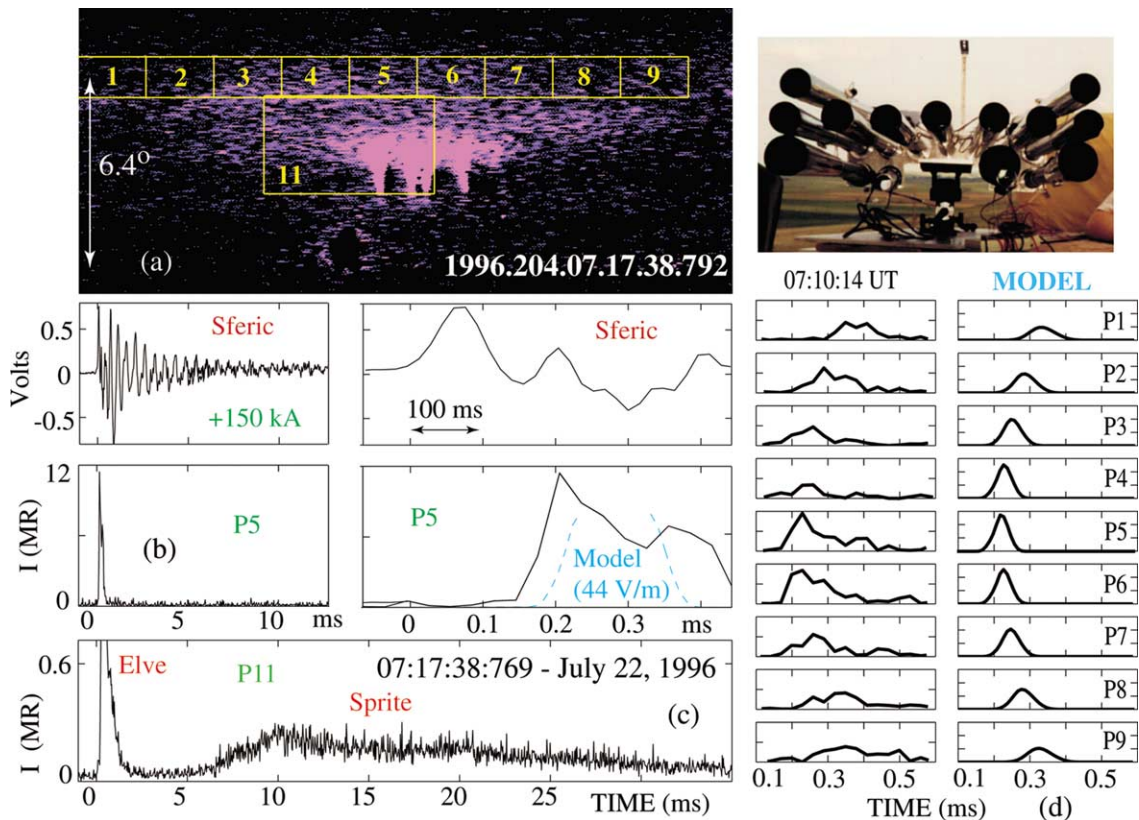 1 2 3 4 5 6 7 8 9
6.4°
11
(a)
1996.204.07.17.38.792
07:10:14 UT
MODEL
Volts
0.5
0
-0.5
Sferic
+150 kA
Sferic
100 ms
I (MR)
12
6
0
P5
(b)
0 5 10 ms
P5
Model
(44 V/m)
0 0.1 0.2 0.3 ms
I (MR)
0.6
0
Elve
P11
07:17:38:769 - July 22, 1996
Sprite
(c)
0 5 10 15 20 25 TIME (ms)
P1
P2
P3
P4
P5
P6
P7
P8
P9
0.1 0.3 0.5 0.1 0.3 0.5
TIME (ms) (d)